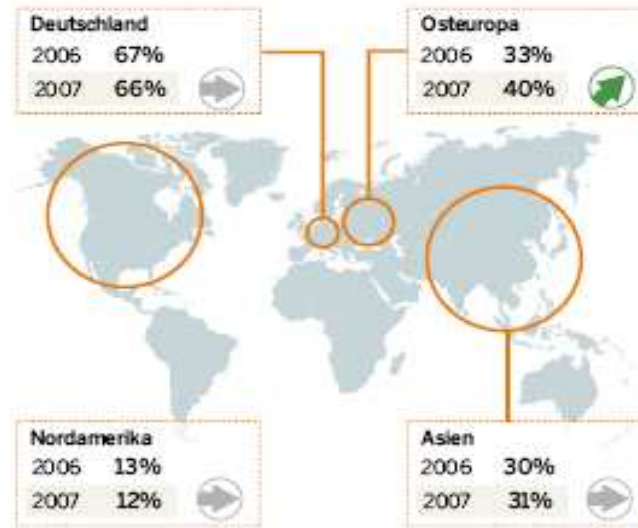 Deutschland
2006 67%
2007 66%
Osteuropa
2006 33%
2007 40%
Nordamerika
2006 13%
2007 12%
Asien
2006 30%
2007 31%